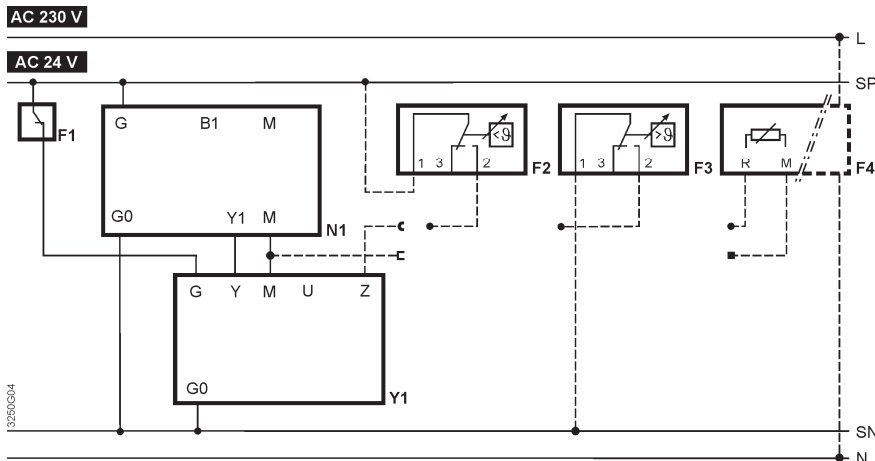 AC 230 V
L
AC 24 V
SP
F1
G B1 M
G0 Y1 M
N1
<ϑ
1 3 2
F2
>ϑ
1 3 2
F3
R M
F4
G Y M U Z
G0
Y1
3250G04
SN
N